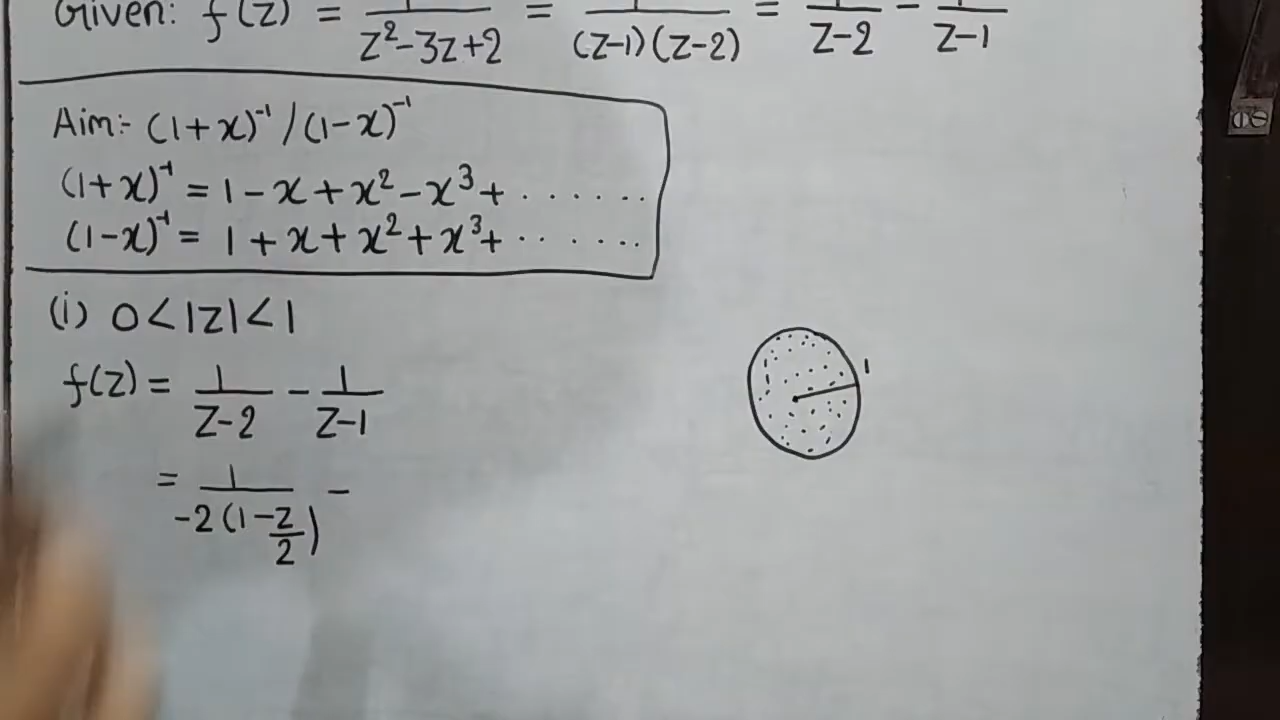 Given: f(z) = 1/(z²-3z+2) = 1/((z-1)(z-2)) = 1/(z-2) - 1/(z-1)
Aim:- (1+x)⁻¹ / (1-x)⁻¹
(1+x)⁻¹ = 1 - x + x² - x³ + .......
(1-x)⁻¹ = 1 + x + x² + x³ + .......
(i) 0 < |z| < 1
f(z) = 1/(z-2) - 1/(z-1)
1
= 1/(-2(1-z/2)) -